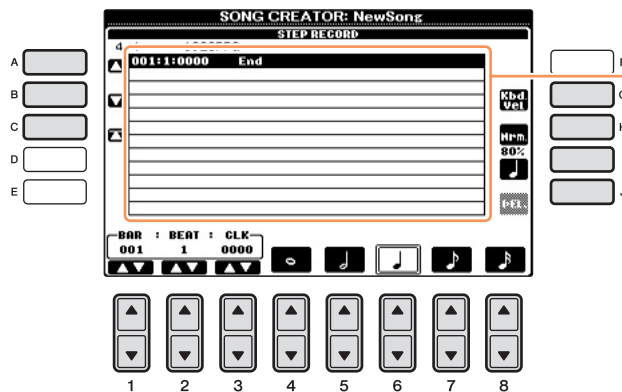 SONG CREATOR: NewSong
STEP RECORD
4
A
001:1:0000 End
B
Kbd.
Vel
C
H
Nrm.
80%
D
E
DEL.
BAR : BEAT : CLK
001 1 0000
1 2 3 4 5 6 7 8